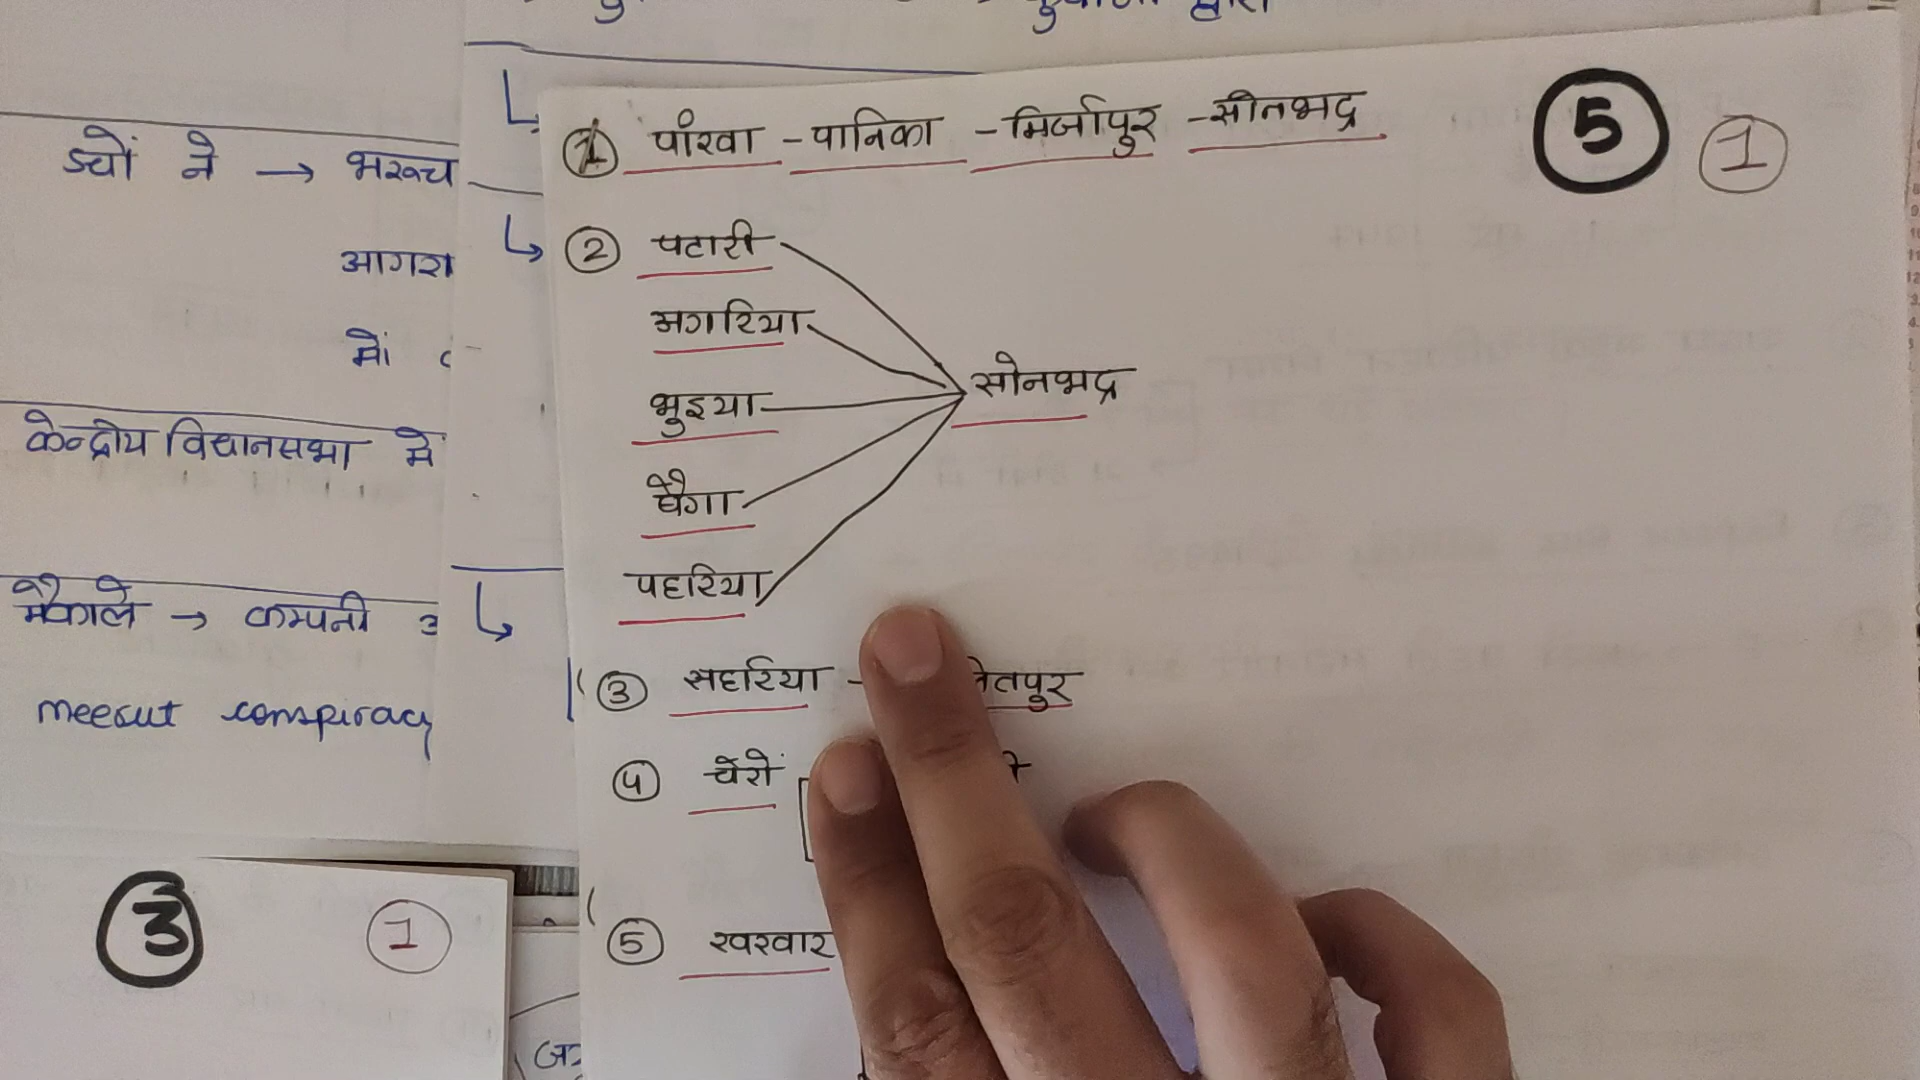 ड्यों ने → भरूच
आगरा
में
केन्द्रीय विधानसभा में
मैकाले → कम्पनी
meerut conspiracy
3 1
5 1
1 पांखा - पानिका - मिर्जापुर - सोनभद्र
2 पटारी
अगरिया
भुइया
बैगा
पहरिया
सोनभद्र
3 सहरिया -
4 चेरों
5 खरवार